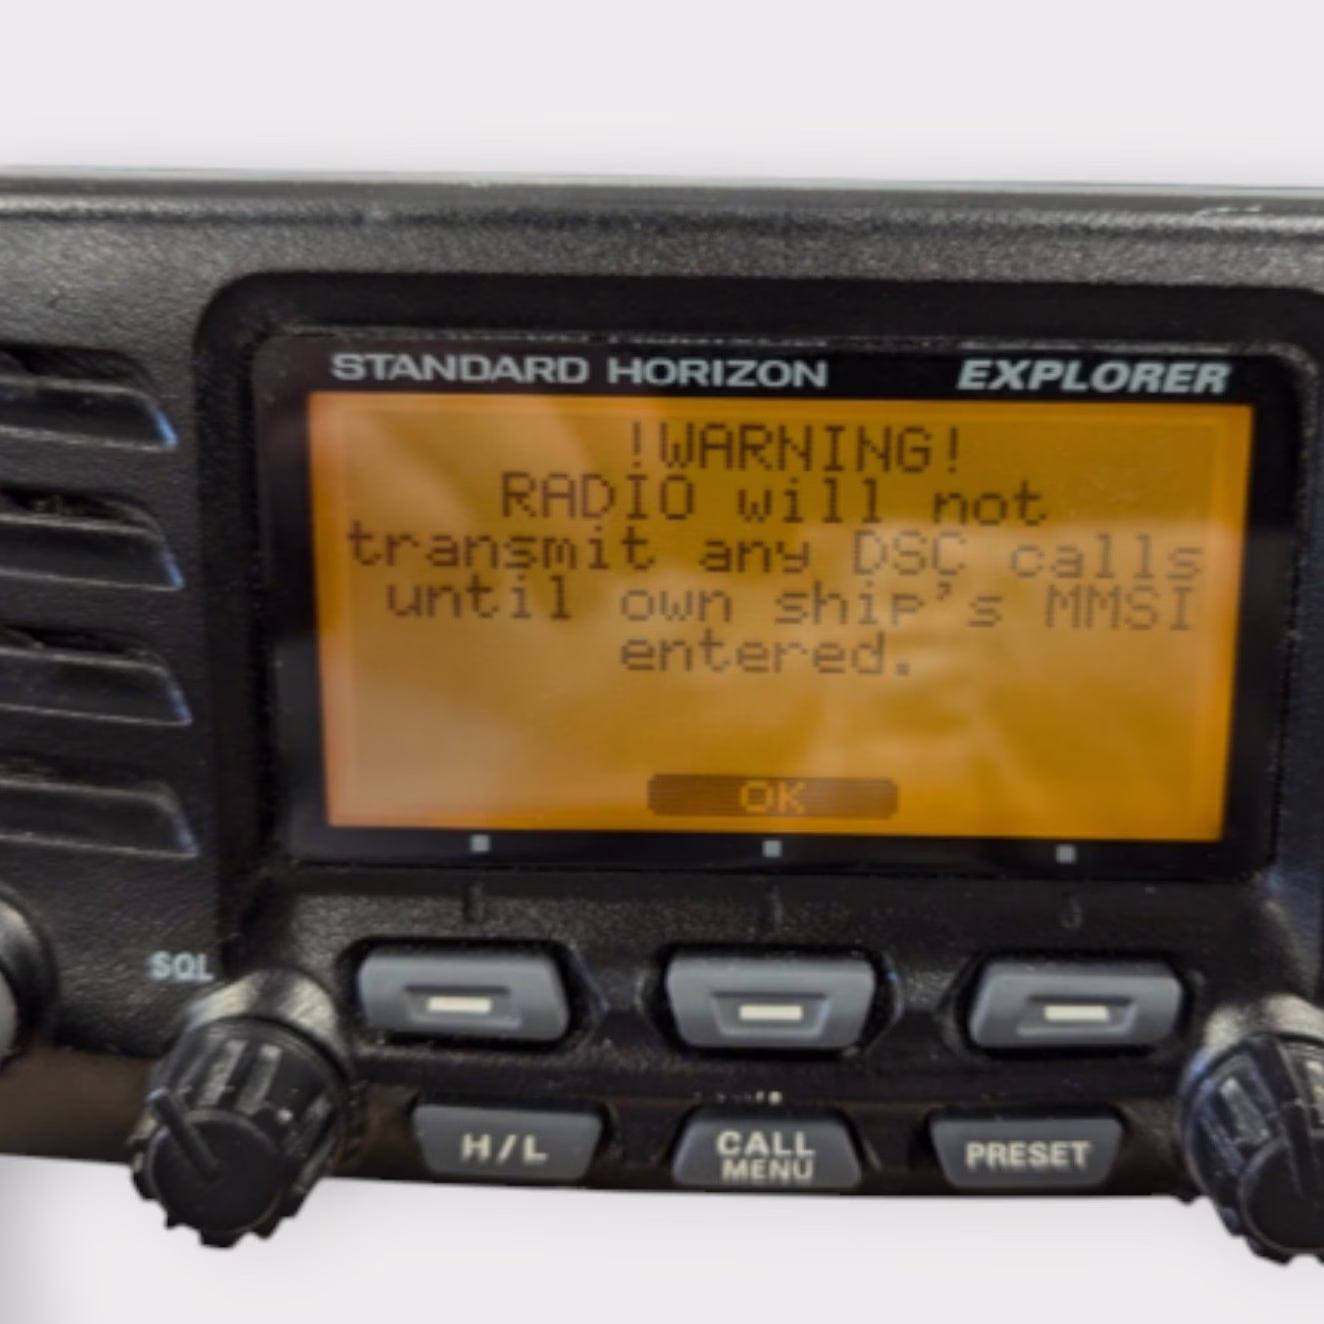 STANDARD HORIZON EXPLORER
!WARNING!
RADIO will not
transmit any DSC calls
until own ship's MMSI
entered.
OK
SQL
H/L
CALL
MENU
PRESET